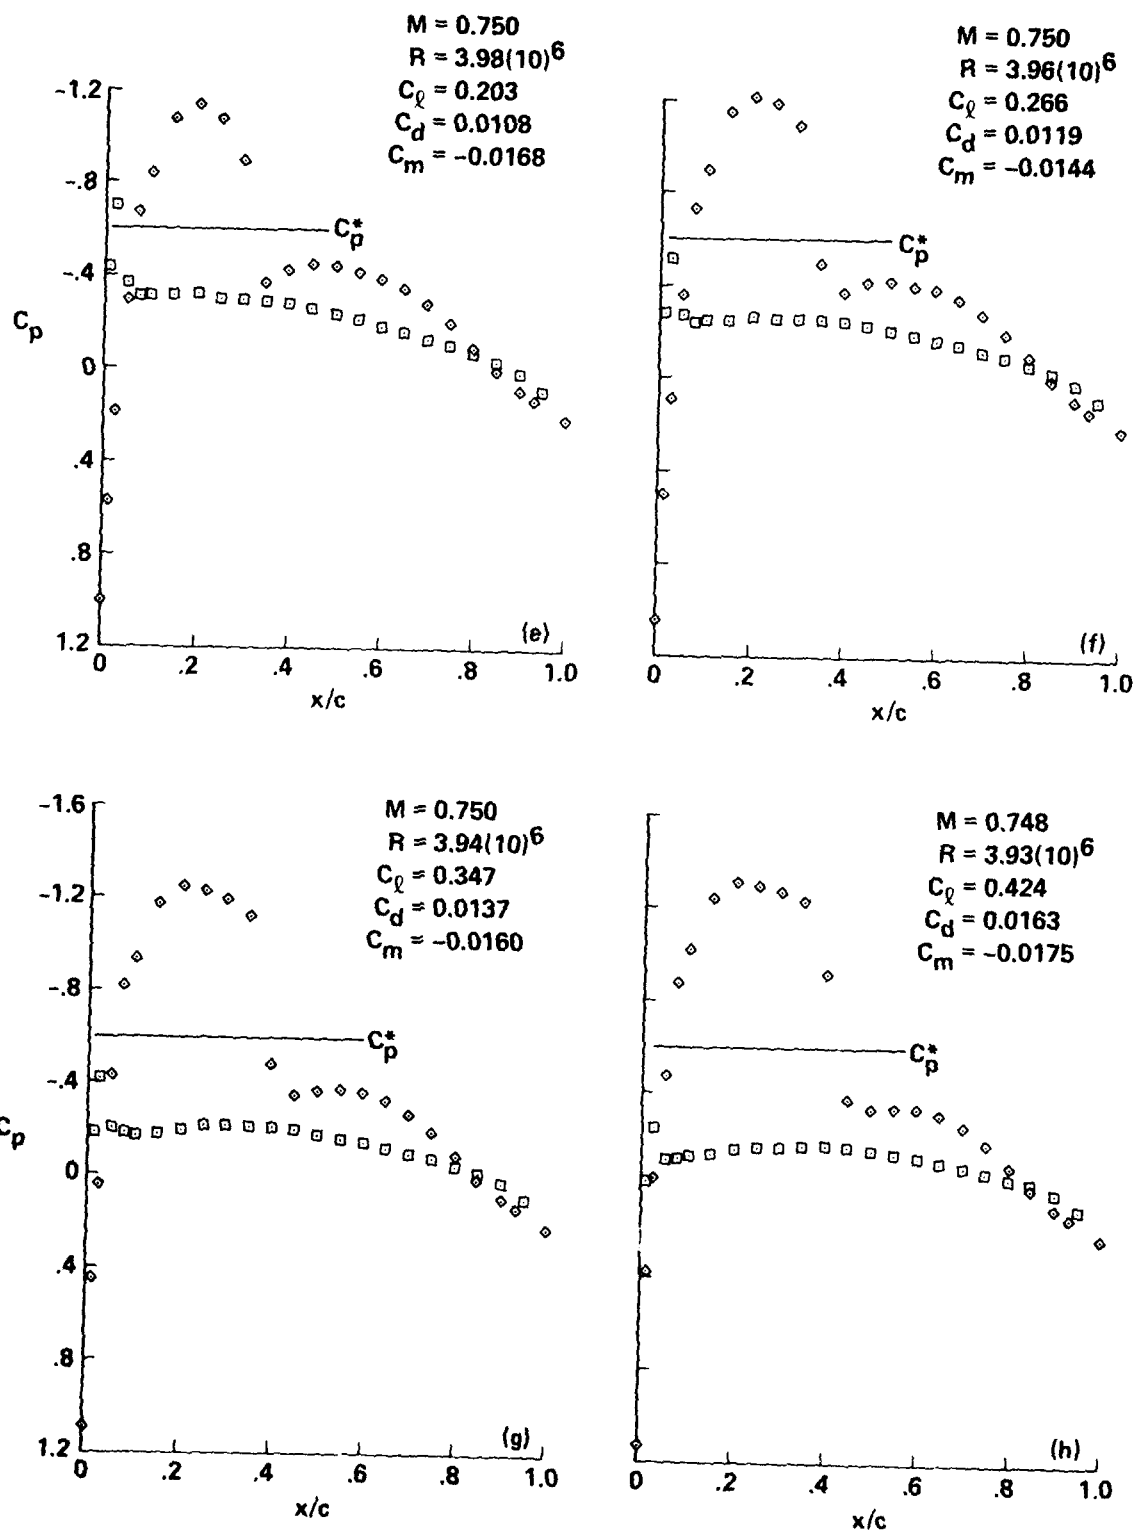 M = 0.750
R = 3.98(10)6
Cℓ = 0.203
Cd = 0.0108
Cm = -0.0168
-1.2
-.8
-.4
0
.4
.8
1.2
Cp
C*p
(e)
0 .2 .4 .6 .8 1.0
x/c
M = 0.750
R = 3.96(10)6
Cℓ = 0.266
Cd = 0.0119
Cm = -0.0144
C*p
(f)
0 .2 .4 .6 .8 1.0
x/c
M = 0.750
R = 3.94(10)6
Cℓ = 0.347
Cd = 0.0137
Cm = -0.0160
-1.6
-1.2
-.8
-.4
0
.4
.8
1.2
Cp
C*p
(g)
0 .2 .4 .6 .8 1.0
x/c
M = 0.748
R = 3.93(10)6
Cℓ = 0.424
Cd = 0.0163
Cm = -0.0175
C*p
(h)
0 .2 .4 .6 .8 1.0
x/c